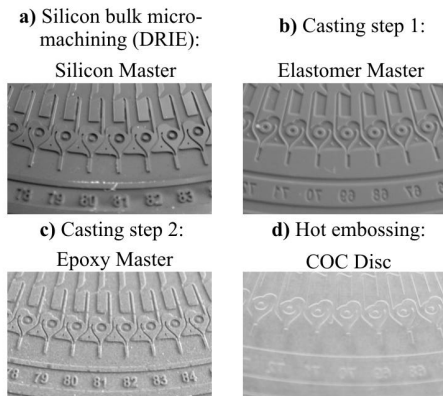 a) Silicon bulk micro-
machining (DRIE):
Silicon Master
b) Casting step 1:
Elastomer Master
78 79 80 81 82 83
c) Casting step 2:
Epoxy Master
d) Hot embossing:
COC Disc
78 79 80 81 82 83 84